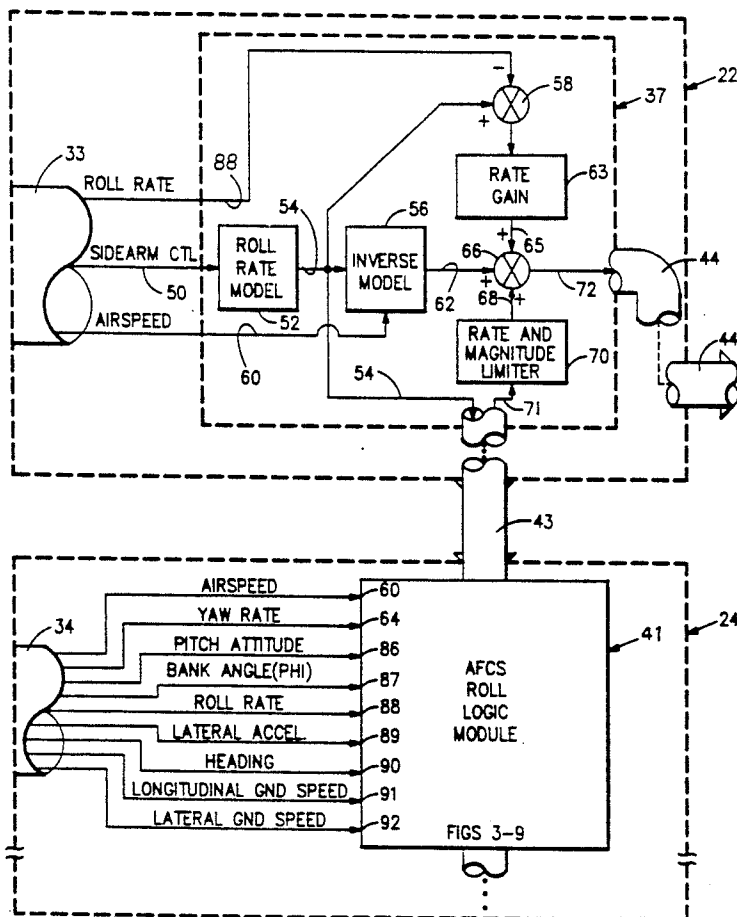 22
33
37
58
ROLL RATE
88
63
RATE
GAIN
54
56
65
SIDEARM CTL
50
ROLL
RATE
MODEL
52
INVERSE
MODEL
66
62
68
72
44
AIRSPEED
60
RATE AND
MAGNITUDE
LIMITER
70
44
54
71
43
34
24
AIRSPEED
60
YAW RATE
64
41
PITCH ATTITUDE
86
BANK ANGLE(PHI)
87
ROLL RATE
88
LATERAL ACCEL.
89
HEADING
90
LONGITUDINAL GND SPEED
91
LATERAL GND SPEED
92
AFCS
ROLL
LOGIC
MODULE
FIGS 3-9
-
+
+
+
+